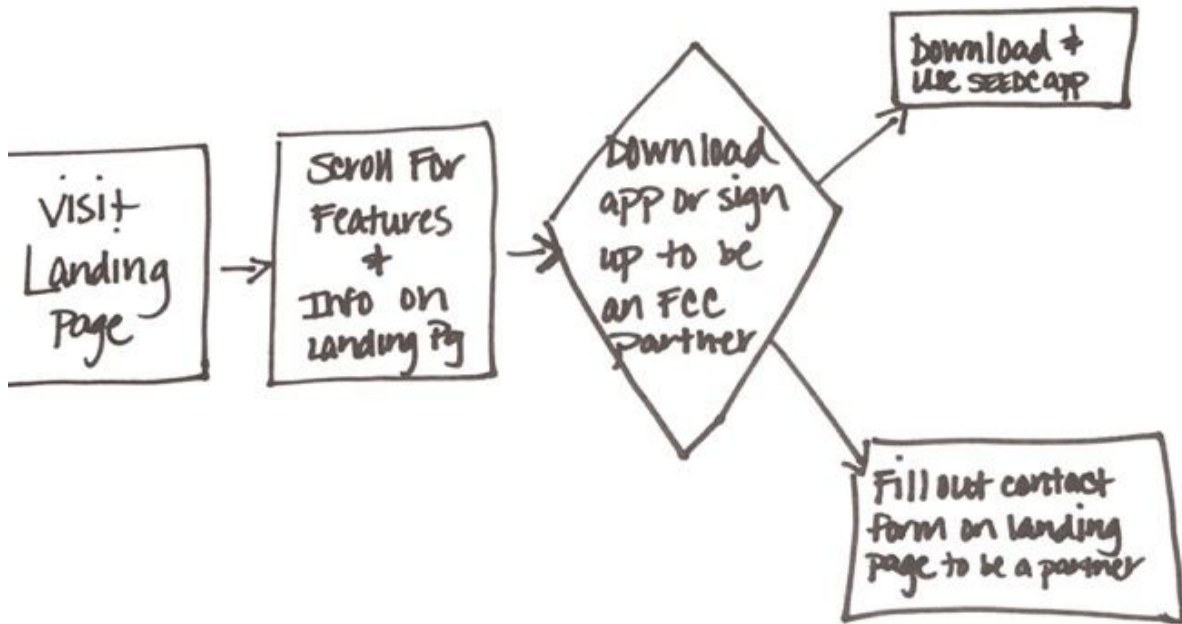 visit
Landing
Page
Scroll For
Features
+
Info on
Landing Pg
Download
app or sign
up to be
an FCC
partner
Download +
Use SEEDC app
Fill out contact
form on landing
page to be a partner